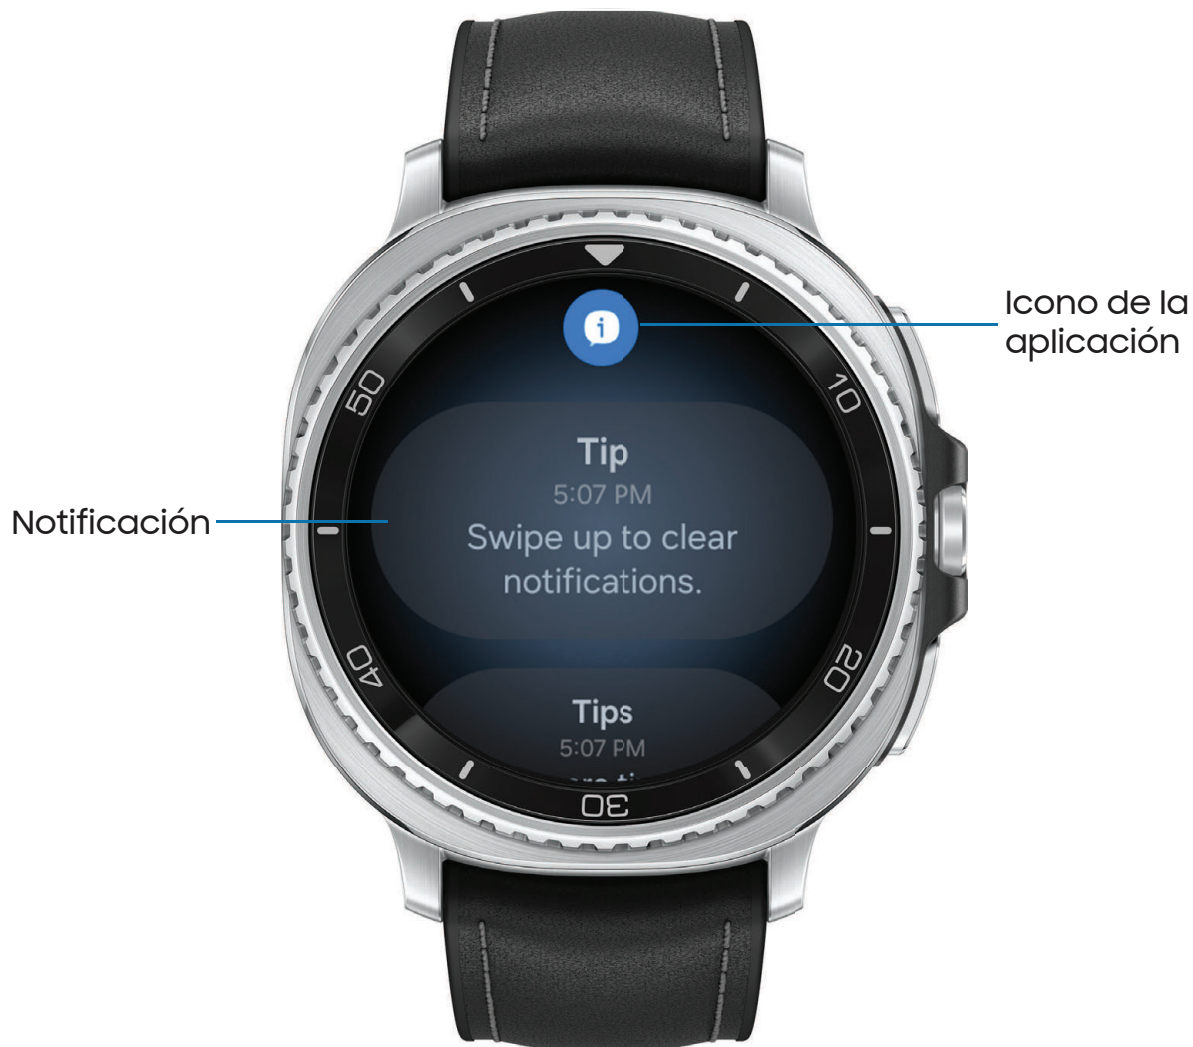 Icono de la
aplicación
10
50
Tip
5:07 PM
Notificación
Swipe up to clear
notifications.
20
40
Tips
5:07 PM
30